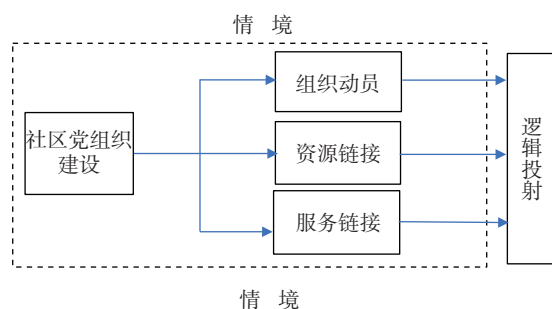 情 境
组织动员
社区党组织
建设
资源链接
服务链接
逻辑投射
情 境